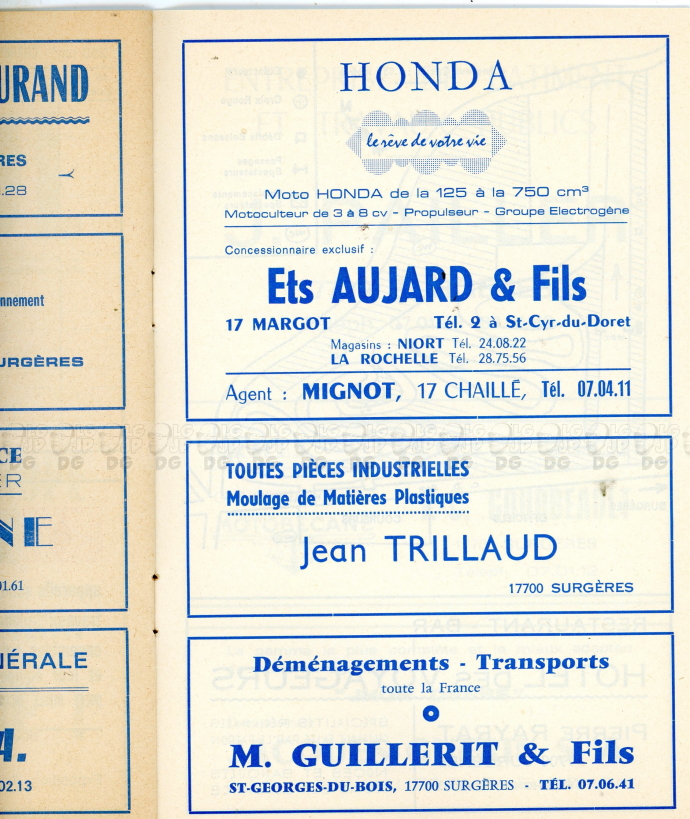 URAND
RES
.28
nnement
URGÈRES
CE
ER
NE
01.61
NÉRALE
A.
02.13
HONDA
le rêve de votre vie
Moto HONDA de la 125 à la 750 cm³
Motoculteur de 3 à 8 cv - Propulseur - Groupe Electrogène
Concessionnaire exclusif :
Ets AUJARD & Fils
17 MARGOT Tél. 2 à St-Cyr-du-Doret
Magasins : NIORT Tél. 24.08.22
LA ROCHELLE Tél. 28.75.56
Agent : MIGNOT, 17 CHAILLÉ, Tél. 07.04.11
TOUTES PIÈCES INDUSTRIELLES
Moulage de Matières Plastiques
Jean TRILLAUD
17700 SURGÈRES
Déménagements - Transports
toute la France
M. GUILLERIT & Fils
ST-GEORGES-DU-BOIS, 17700 SURGÈRES - TÉL. 07.06.41